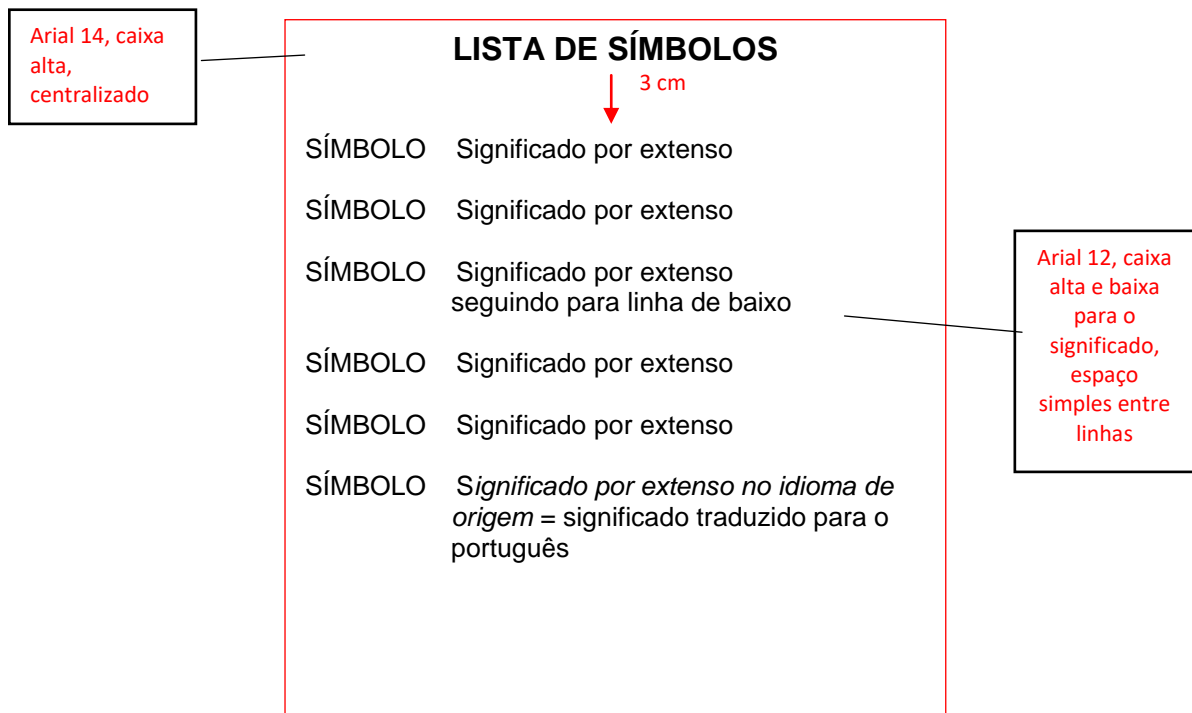 Arial 14, caixa
alta,
centralizado
LISTA DE SÍMBOLOS
3 cm
SÍMBOLO Significado por extenso
SÍMBOLO Significado por extenso
SÍMBOLO Significado por extenso
seguindo para linha de baixo
SÍMBOLO Significado por extenso
SÍMBOLO Significado por extenso
SÍMBOLO Significado por extenso no idioma de
origem = significado traduzido para o
português
Arial 12, caixa
alta e baixa
para o
significado,
espaço
simples entre
linhas